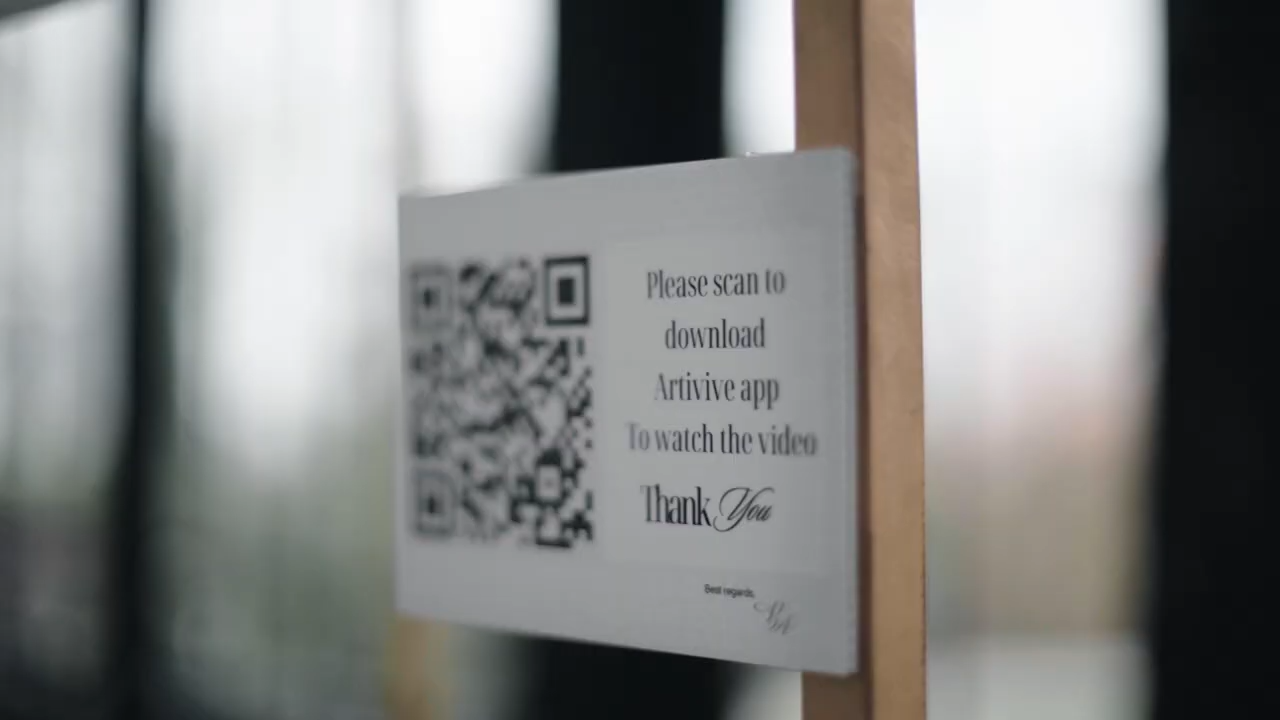 Please scan to
download
Artivive app
To watch the video
Thank You
Best regards,